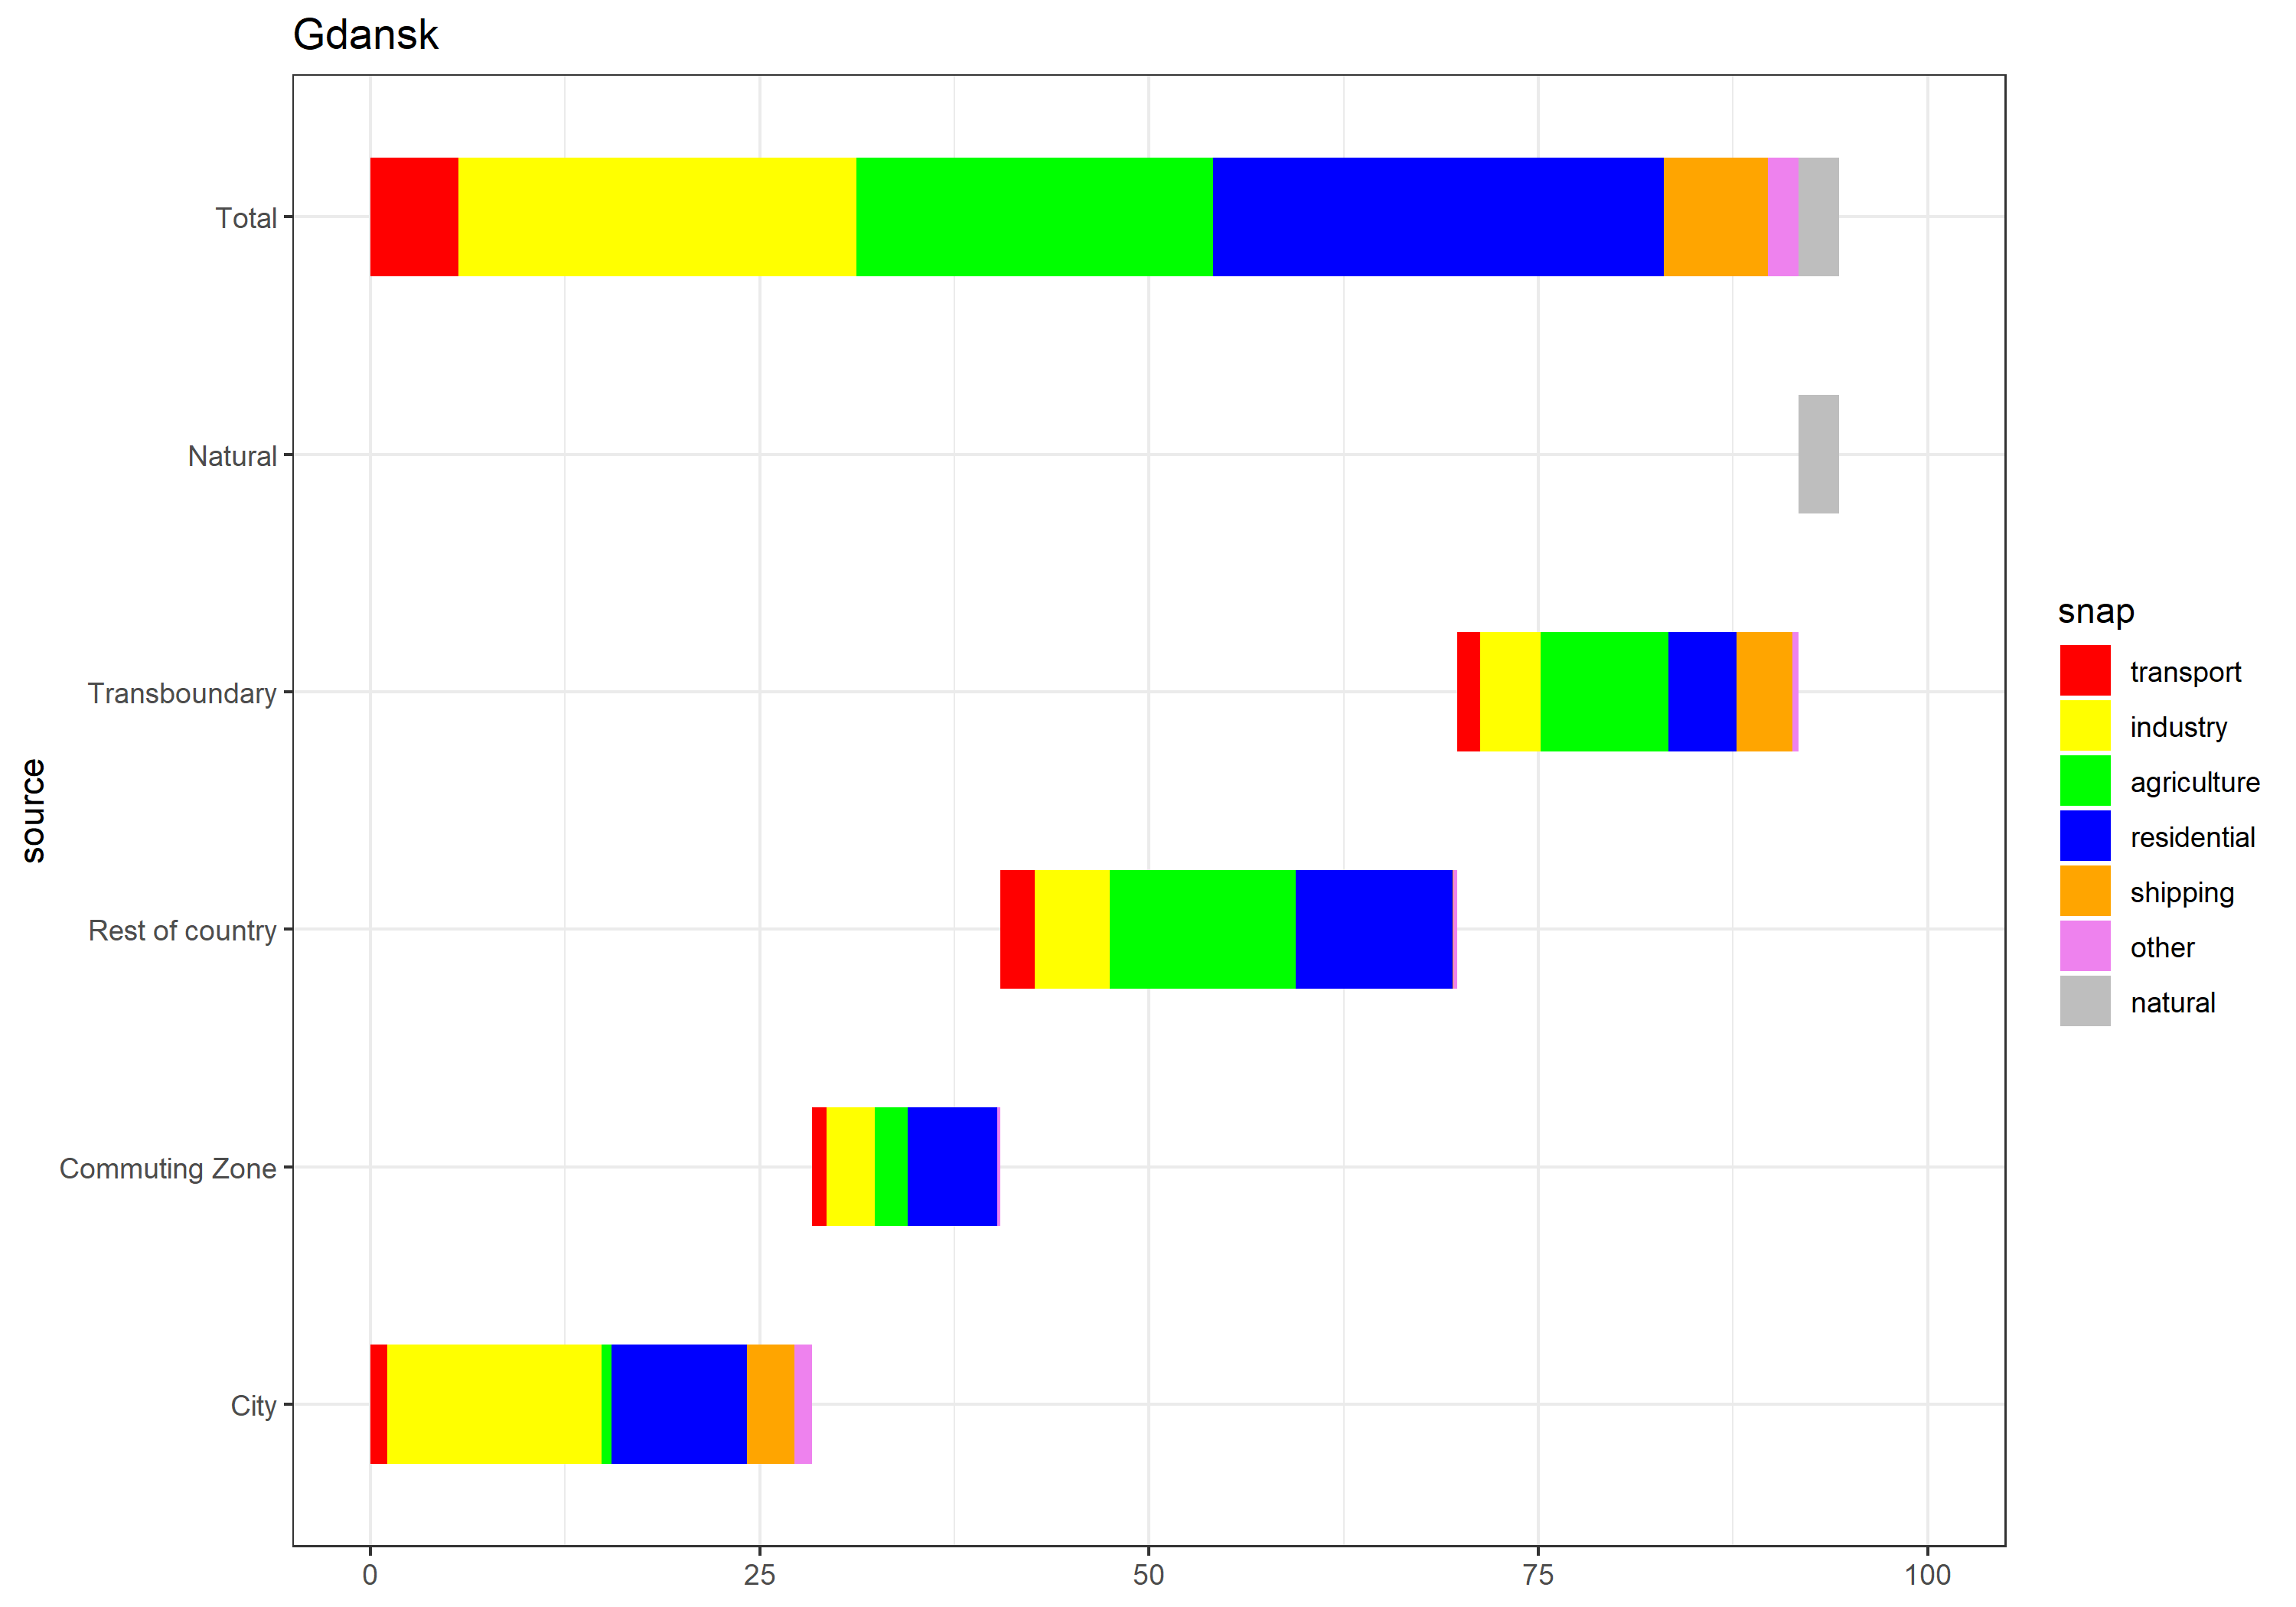 Gdansk
source
Total
Natural
Transboundary
Rest of country
Commuting Zone
City
0 25 50 75 100
snap
transport
industry
agriculture
residential
shipping
other
natural